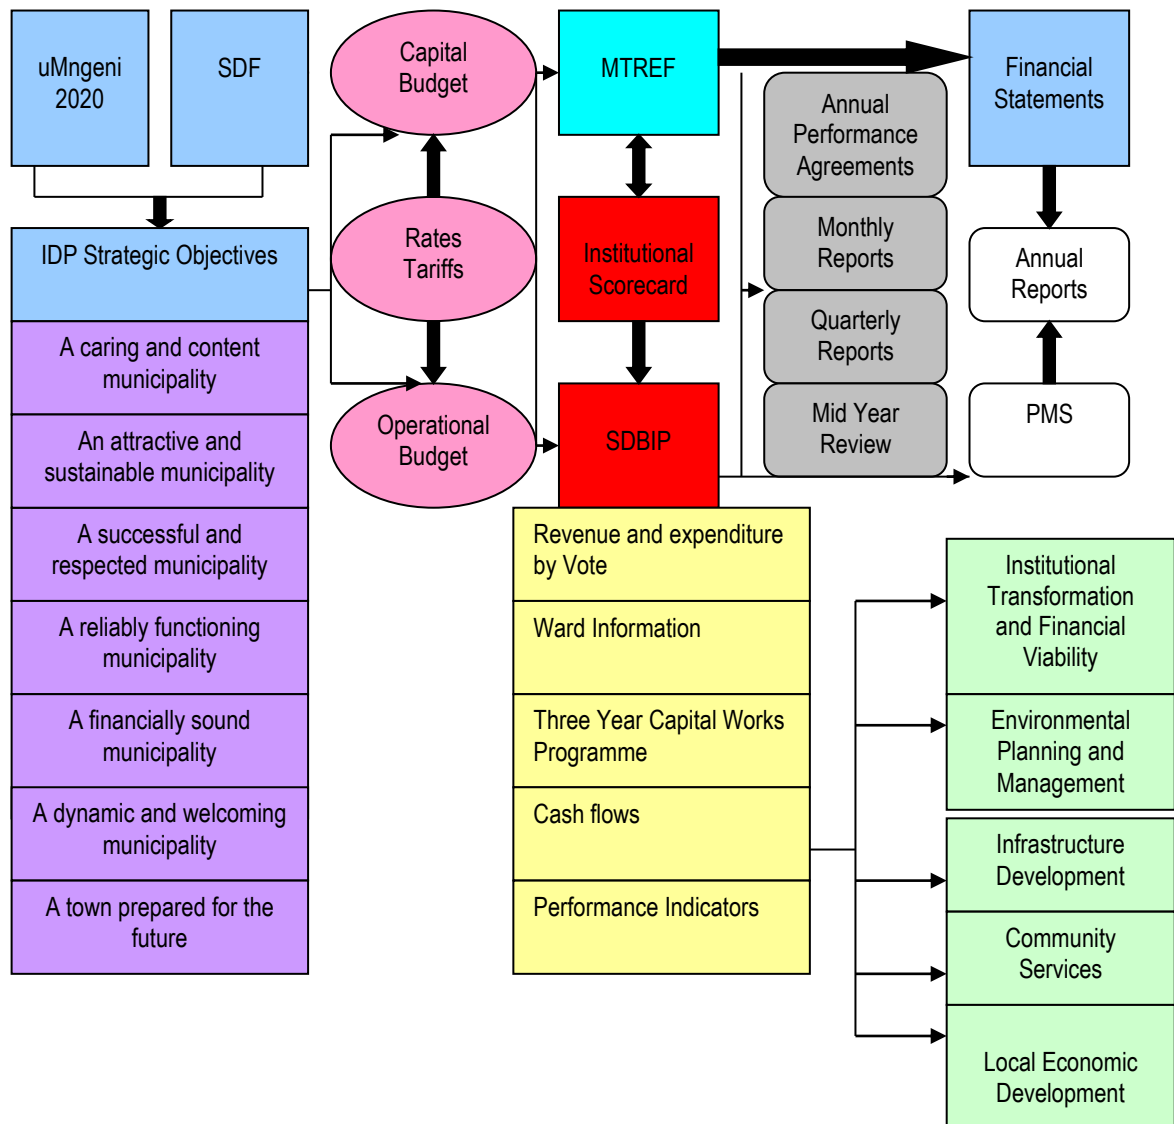 uMngeni
2020
SDF
IDP Strategic Objectives
A caring and content
municipality
An attractive and
sustainable municipality
A successful and
respected municipality
A reliably functioning
municipality
A financially sound
municipality
A dynamic and welcoming
municipality
A town prepared for the
future
Capital
Budget
Rates
Tariffs
Operational
Budget
MTREF
Institutional
Scorecard
SDBIP
Revenue and expenditure
by Vote
Ward Information
Three Year Capital Works
Programme
Cash flows
Performance Indicators
Annual
Performance
Agreements
Monthly
Reports
Quarterly
Reports
Mid Year
Review
Financial
Statements
Annual
Reports
PMS
Institutional
Transformation
and Financial
Viability
Environmental
Planning and
Management
Infrastructure
Development
Community
Services
Local Economic
Development